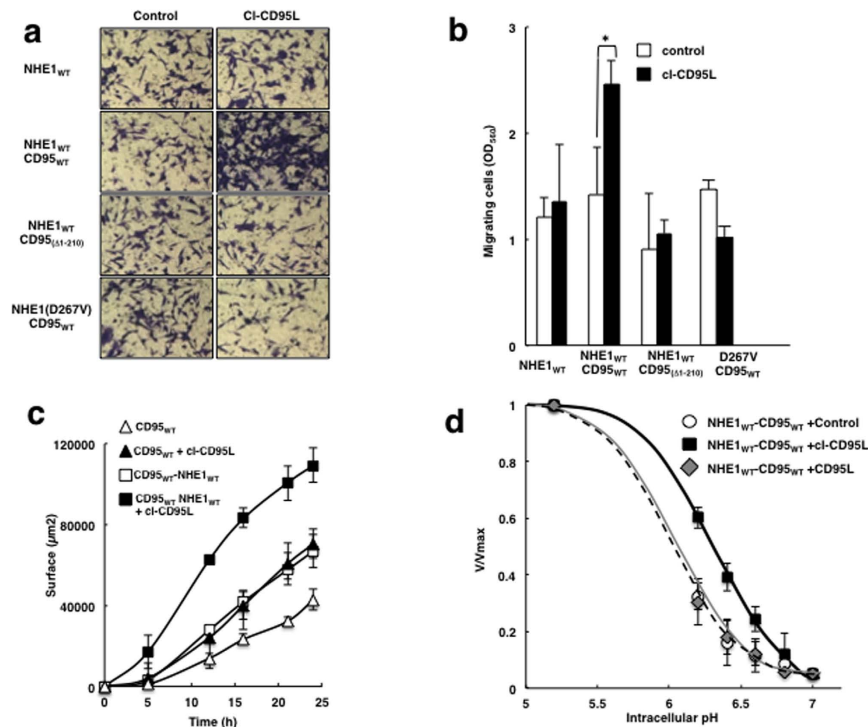 a
Control
Cl-CD95L
NHE1WT
NHE1WT
CD95WT
NHE1WT
CD95(Δ1-210)
NHE1(D267V)
CD95WT
b
3
2
1
0
Migrating cells (OD560)
*
control
cl-CD95L
NHE1WT
NHE1WT
CD95WT
NHE1WT
CD95(Δ1-210)
D267V
CD95WT
c
CD95WT
CD95WT + cl-CD95L
CD95WT-NHE1WT
CD95WT NHE1WT
+ cl-CD95L
120000
80000
40000
0
Surface (µm2)
0
5
10
15
20
25
Time (h)
d
NHE1WT-CD95WT +Control
NHE1WT-CD95WT +cl-CD95L
NHE1WT-CD95WT +CD95L
1
0.8
0.6
0.4
0.2
0
V/Vmax
5
5.5
6
6.5
7
Intracellular pH